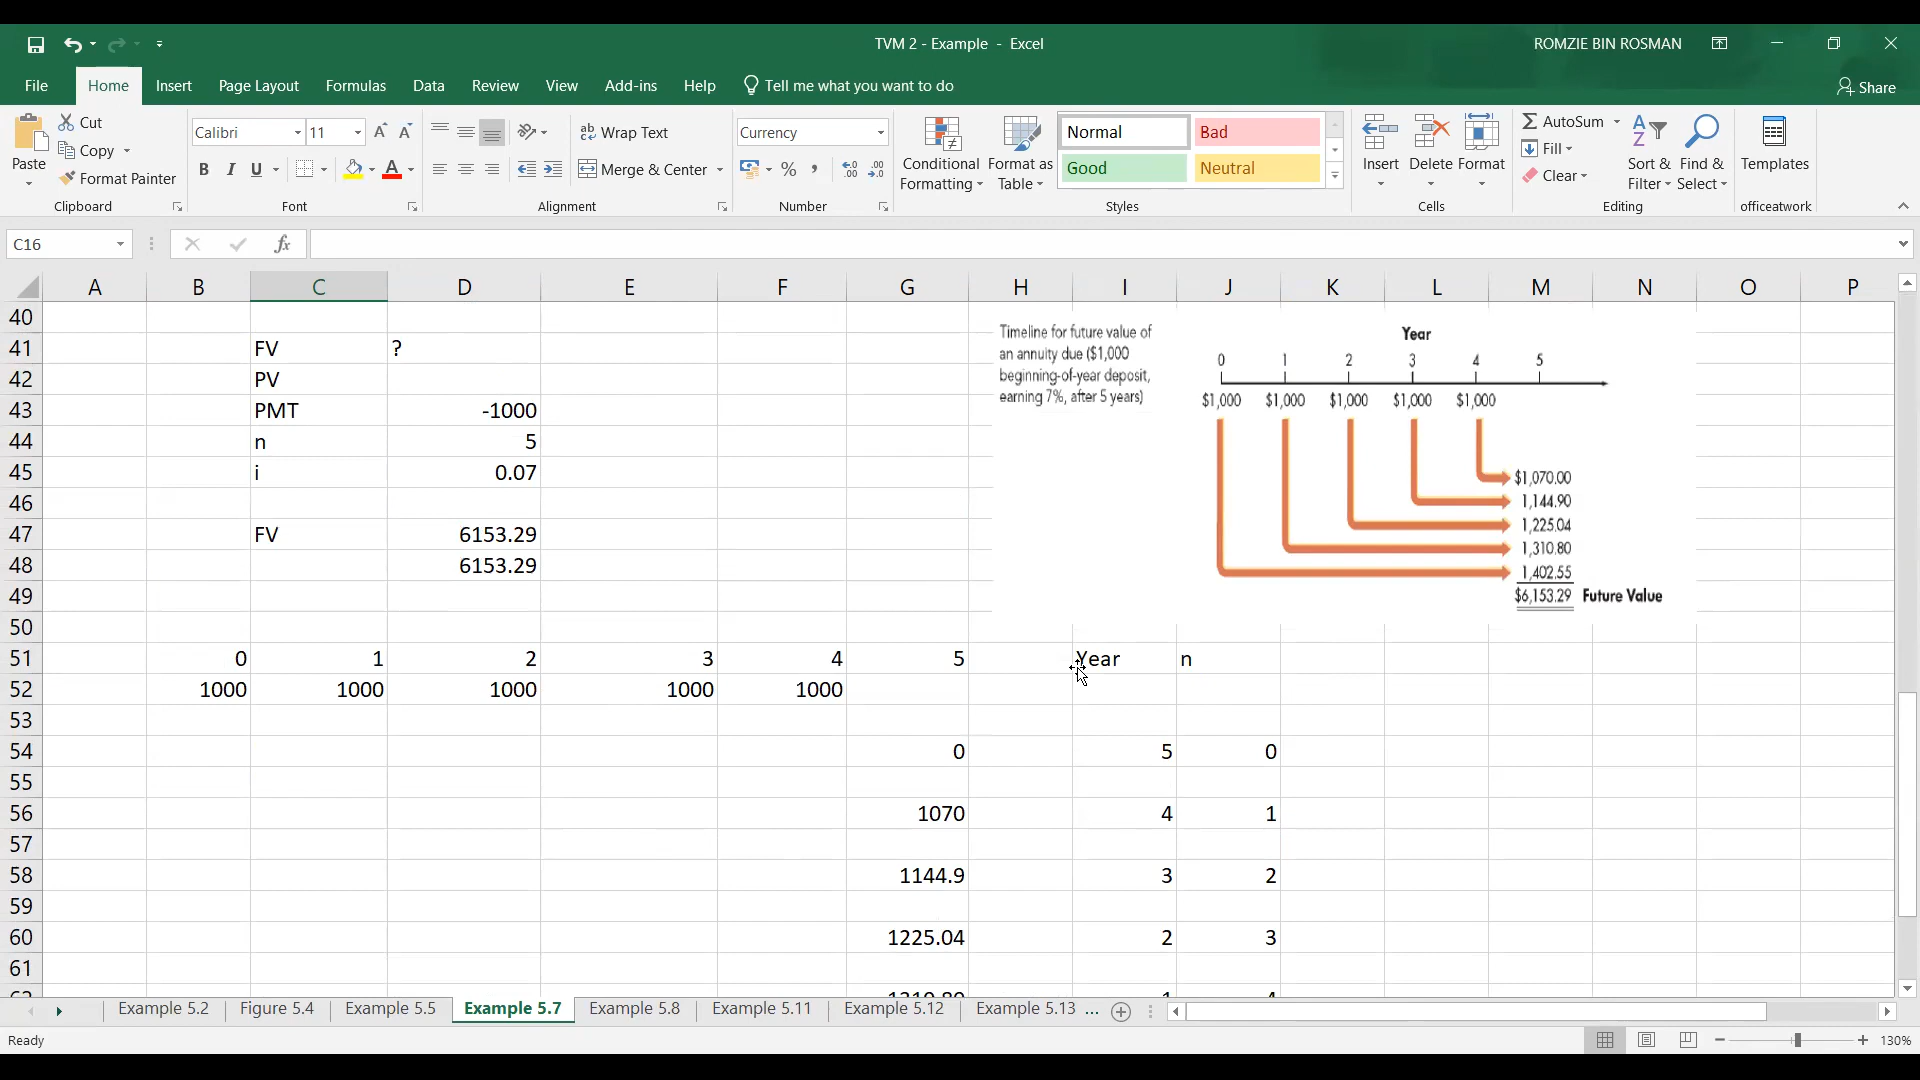 TVM 2 - Example - Excel
ROMZIE BIN ROSMAN
File Home Insert Page Layout Formulas Data Review View Add-ins Help Tell me what you want to do
Share
Paste
Cut
Copy
Format Painter
Clipboard
Calibri 11
B I U
A
Font
Wrap Text
Merge & Center
Alignment
Currency
%
Number
Conditional Formatting
Format as Table
Normal Bad
Good Neutral
Styles
Insert Delete Format
Cells
AutoSum
Fill
Clear
Sort & Filter
Find & Select
Editing
Templates
officeatwork
C16 fx
A B C D E F G H I J K L M N O P
40
41 FV ?
42 PV
43 PMT -1000
44 n 5
45 i 0.07
46
47 FV 6153.29
48 6153.29
49
50
Timeline for future value of
an annuity due ($1,000
beginning-of-year deposit,
earning 7%, after 5 years)
Year
0 1 2 3 4 5
$1,000 $1,000 $1,000 $1,000 $1,000
$1,070.00
1,144.90
1,225.04
1,310.80
1,402.55
$6,153.29 Future Value
51 0 1 2 3 4 5 Year n
52 1000 1000 1000 1000 1000
53
54 0 5 0
55
56 1070 4 1
57
58 1144.9 3 2
59
60 1225.04 2 3
61
Example 5.2 Figure 5.4 Example 5.5 Example 5.7 Example 5.8 Example 5.11 Example 5.12 Example 5.13 ...
Ready
130%